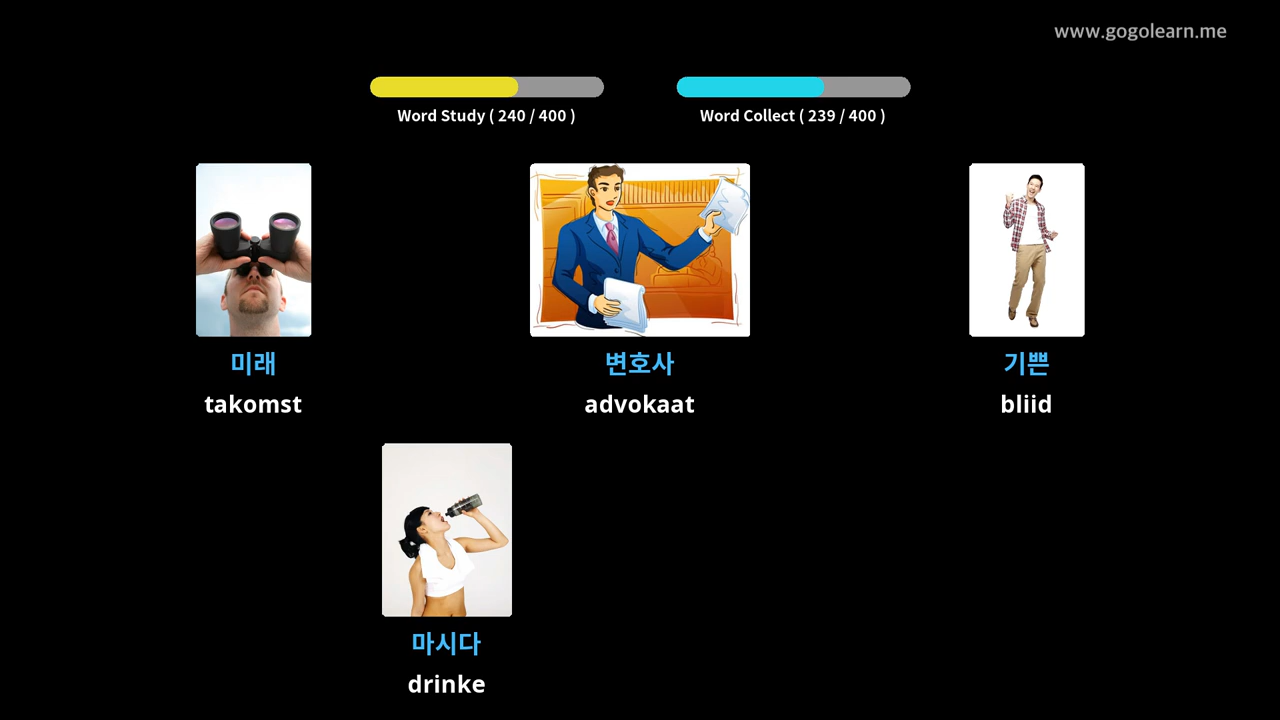 www.gogolearn.me
Word Study ( 240 / 400 )
Word Collect ( 239 / 400 )
미래
takomst
변호사
advokaat
기쁜
bliid
마시다
drinke